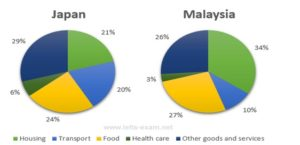 Japan Malaysia
29% 21% 26% 34%
6% 20% 3% 10%
24% 27%
www.ielts-exam.net
Housing Transport Food Health care Other goods and services